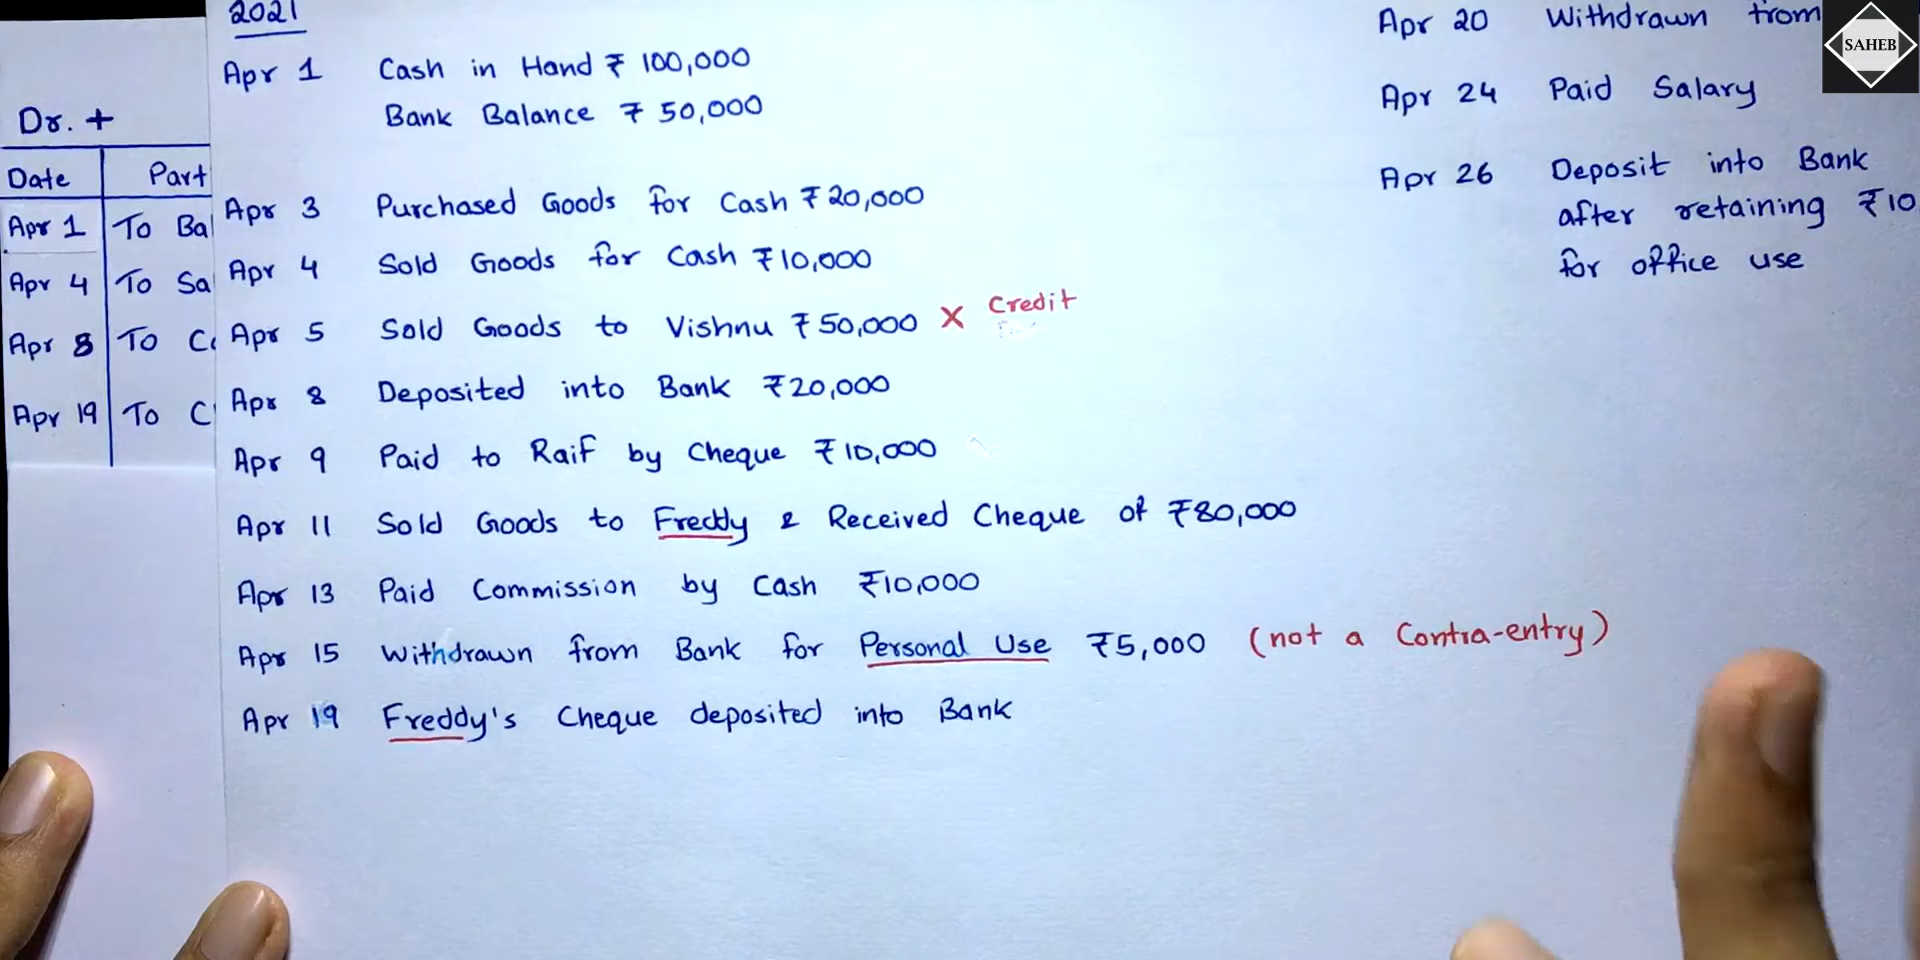 2021
Apr 1 Cash in Hand ₹ 100,000
Bank Balance ₹ 50,000
Apr 3 Purchased Goods for Cash ₹20,000
Apr 4 Sold Goods for Cash ₹10,000
Apr 5 Sold Goods to Vishnu ₹50,000 X Credit
Apr 8 Deposited into Bank ₹20,000
Apr 9 Paid to Raif by Cheque ₹10,000
Apr 11 Sold Goods to Freddy & Received Cheque of ₹80,000
Apr 13 Paid Commission by Cash ₹10,000
Apr 15 Withdrawn from Bank for Personal Use ₹5,000 (not a Contra-entry)
Apr 19 Freddy's Cheque deposited into Bank
Apr 20 Withdrawn from
Apr 24 Paid Salary
Apr 26 Deposit into Bank
after retaining ₹10
for office use
Dr. +
Date Part
Apr 1 To Ba
Apr 4 To Sa
Apr 8 To C
Apr 19 To C
SAHEB